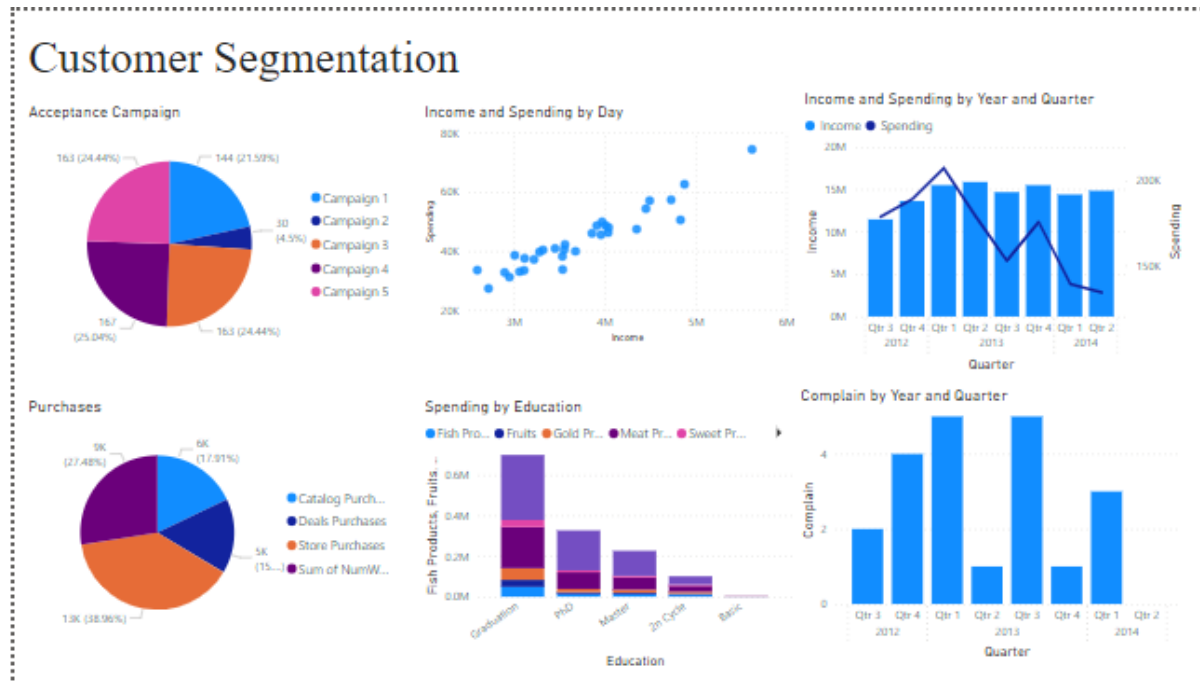 Customer Segmentation
Acceptance Campaign
163 (24.44%)
144 (21.59%)
30
(4.5%)
163 (24.44%)
167
(25.04%)
Campaign 1
Campaign 2
Campaign 3
Campaign 4
Campaign 5
Income and Spending by Day
80K
60K
40K
20K
Spending
3M
4M
5M
6M
Income
Income and Spending by Year and Quarter
Income
Spending
20M
15M
10M
5M
0M
Income
200K
150K
Spending
Qtr 3
Qtr 4
Qtr 1
Qtr 2
Qtr 3
Qtr 4
Qtr 1
Qtr 2
2012
2013
2014
Quarter
Purchases
9K
(27.48%)
6K
(17.91%)
5K
(15....)
13K (38.96%)
Catalog Purch...
Deals Purchases
Store Purchases
Sum of NumW...
Spending by Education
Fish Pro...
Fruits
Gold Pr...
Meat Pr...
Sweet Pr...
Fish Products, Fruits...
0.6M
0.4M
0.2M
0.0M
Graduation
PhD
Master
2n Cycle
Basic
Education
Complain by Year and Quarter
4
2
0
Complain
Qtr 3
Qtr 4
Qtr 1
Qtr 2
Qtr 3
Qtr 4
Qtr 1
Qtr 2
2012
2013
2014
Quarter